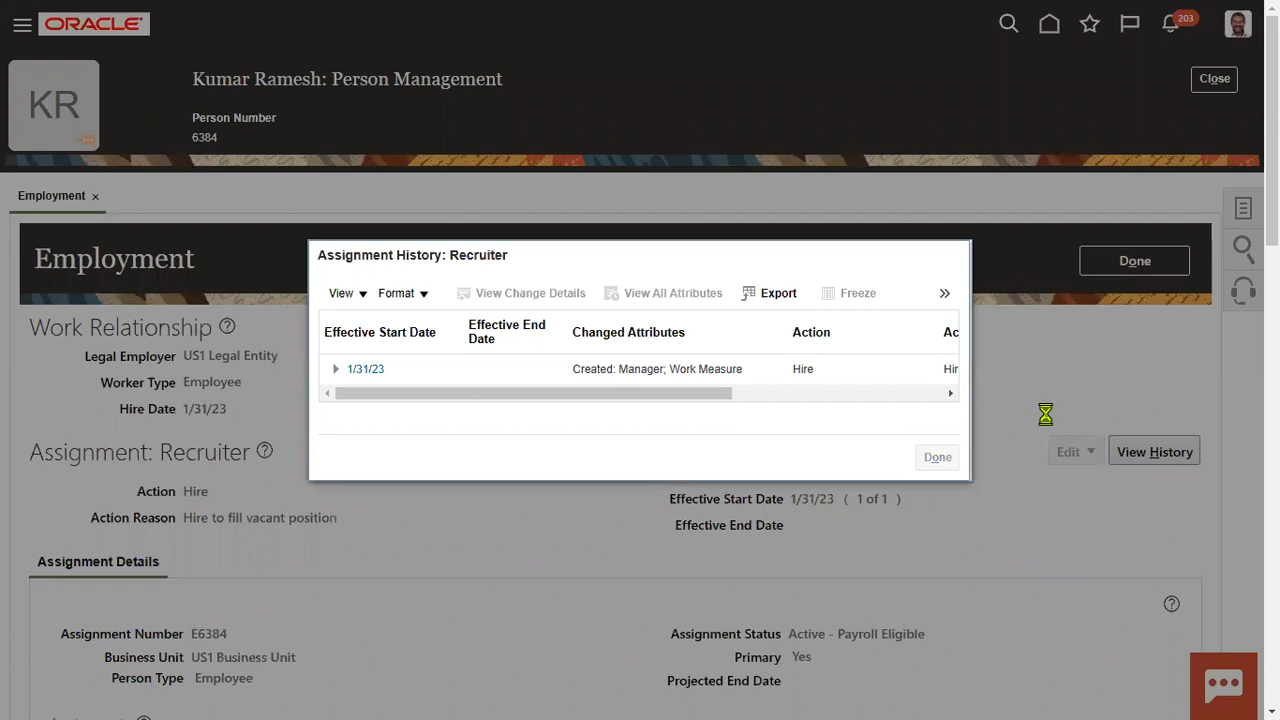 ORACLE
203
KR
Kumar Ramesh: Person Management
Close
Person Number
6384
Employment ×
Employment
Done
Work Relationship ?
Legal Employer US1 Legal Entity
Worker Type Employee
Hire Date 1/31/23
Assignment: Recruiter ?
Edit
View History
Action Hire
Action Reason Hire to fill vacant position
Effective Start Date 1/31/23 ( 1 of 1 )
Effective End Date
Assignment History: Recruiter
View Format View Change Details View All Attributes Export Freeze »
Effective Start Date Effective End Date Changed Attributes Action Ac
1/31/23 Created: Manager; Work Measure Hire Hir
Done
Assignment Details
?
Assignment Number E6384
Business Unit US1 Business Unit
Person Type Employee
Assignment Status Active - Payroll Eligible
Primary Yes
Projected End Date